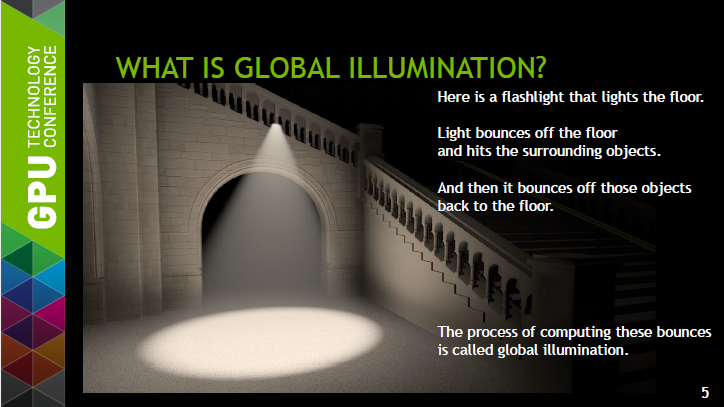 GPU TECHNOLOGY
CONFERENCE
WHAT IS GLOBAL ILLUMINATION?
Here is a flashlight that lights the floor.
Light bounces off the floor
and hits the surrounding objects.
And then it bounces off those objects
back to the floor.
The process of computing these bounces
is called global illumination.
5